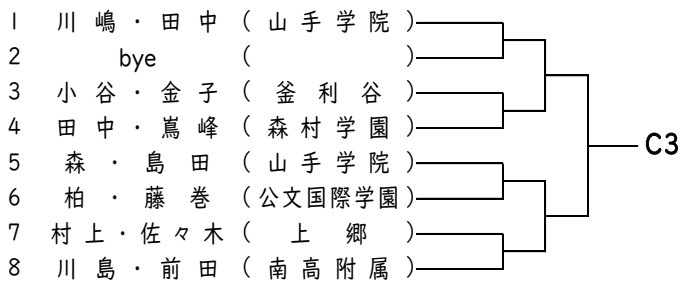 1 川嶋・田中(山手学院)
2 bye ( )
3 小谷・金子(釜利谷)
4 田中・嶌峰(森村学園)
5 森・島田(山手学院)
6 柏・藤巻(公文国際学園)
7 村上・佐々木(上郷)
8 川島・前田(南高附属)
C3